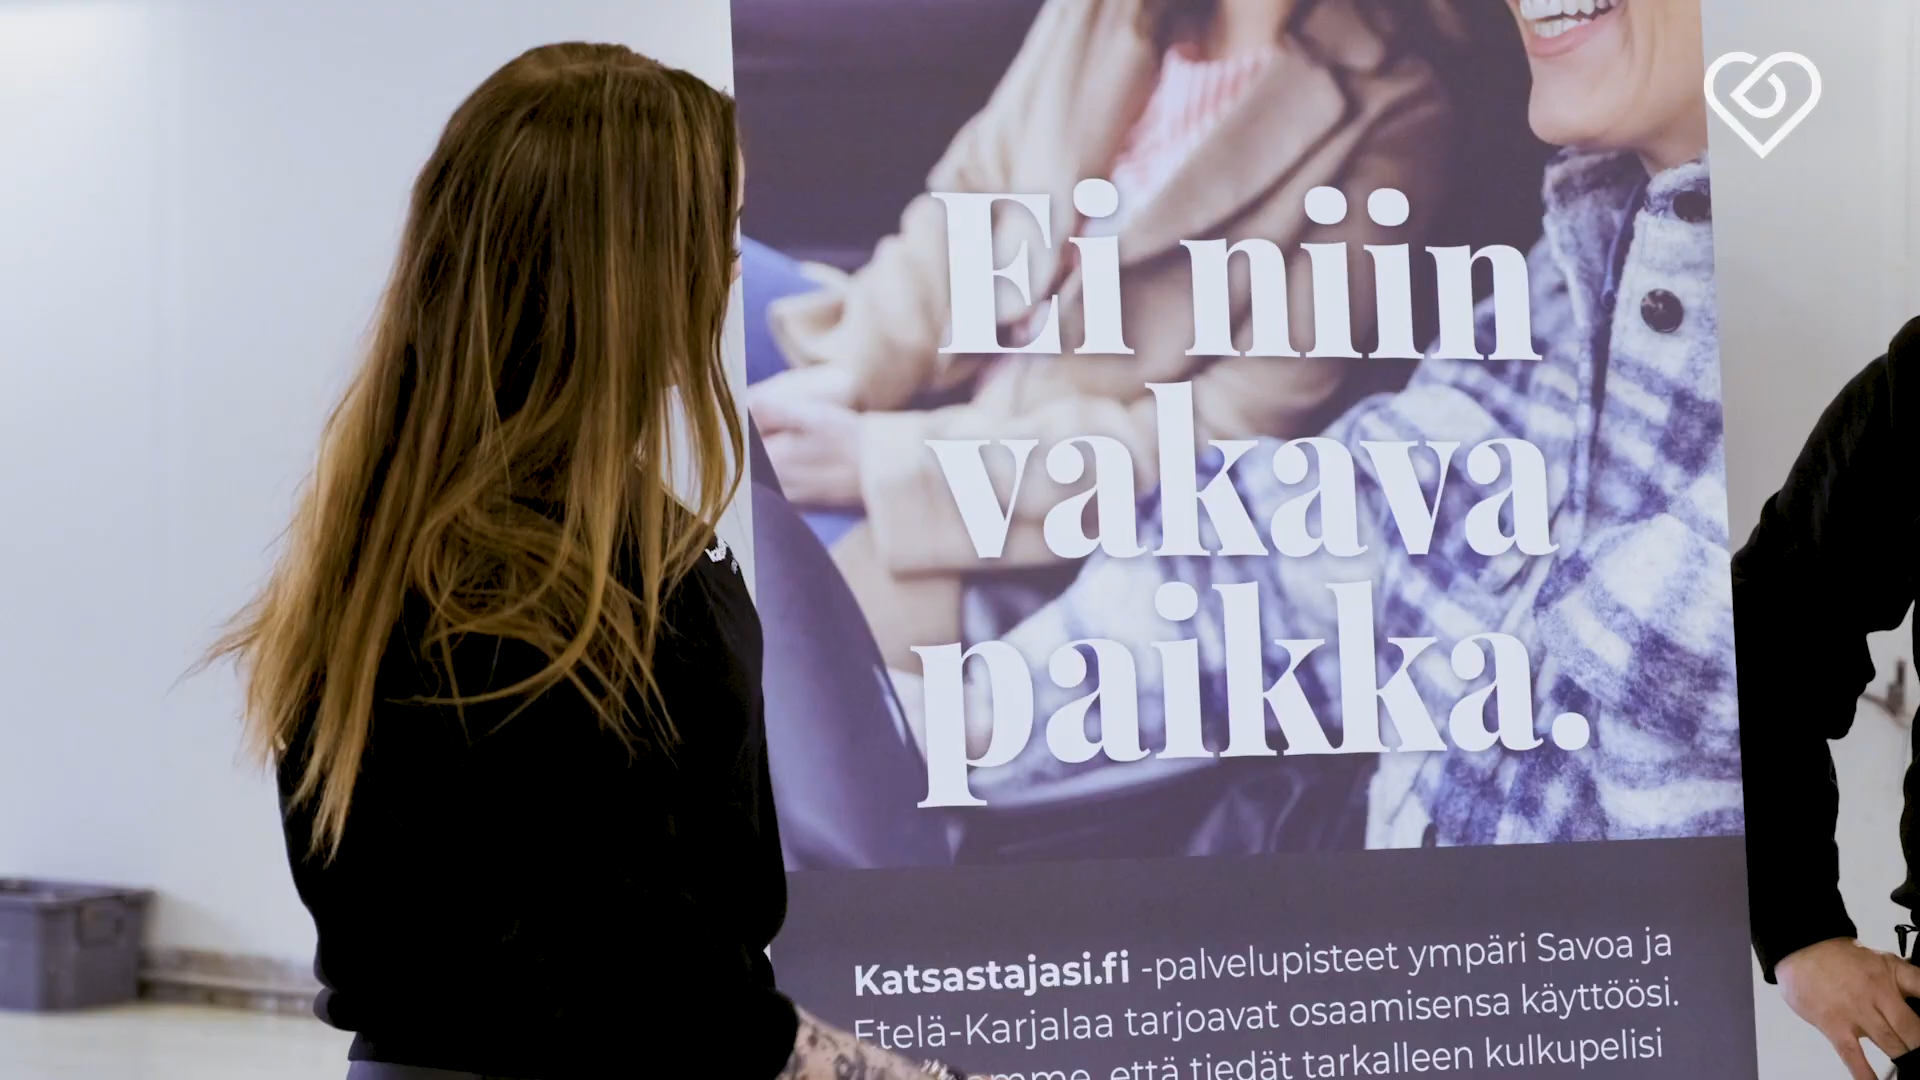 Ei niin
vakava
paikka.
Katsastajasi.fi -palvelupisteet ympäri Savoa ja
Etelä-Karjalaa tarjoavat osaamisensa käyttöösi.
että tiedät tarkalleen kulkupelisi